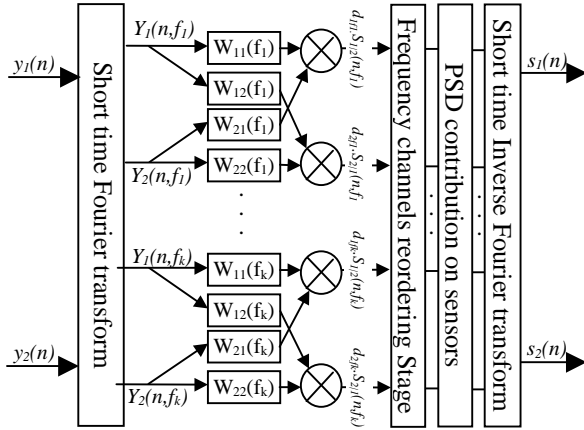 y1(n)
y2(n)
Short time Fourier transform
Y1(n,f1)
W11(f1)
W12(f1)
W21(f1)
W22(f1)
Y2(n,f1)
d1f1.S1/2(n,f1)
d2f1.S2/1(n,f1)
. . .
Y1(n,fk)
W11(fk)
W12(fk)
W21(fk)
W22(fk)
Y2(n,fk)
d1fk.S1/2(n,fk)
d2fk.S2/1(n,fk)
Frequency channels reordering Stage
PSD contribution on sensors
Short time Inverse Fourier transform
s1(n)
s2(n)